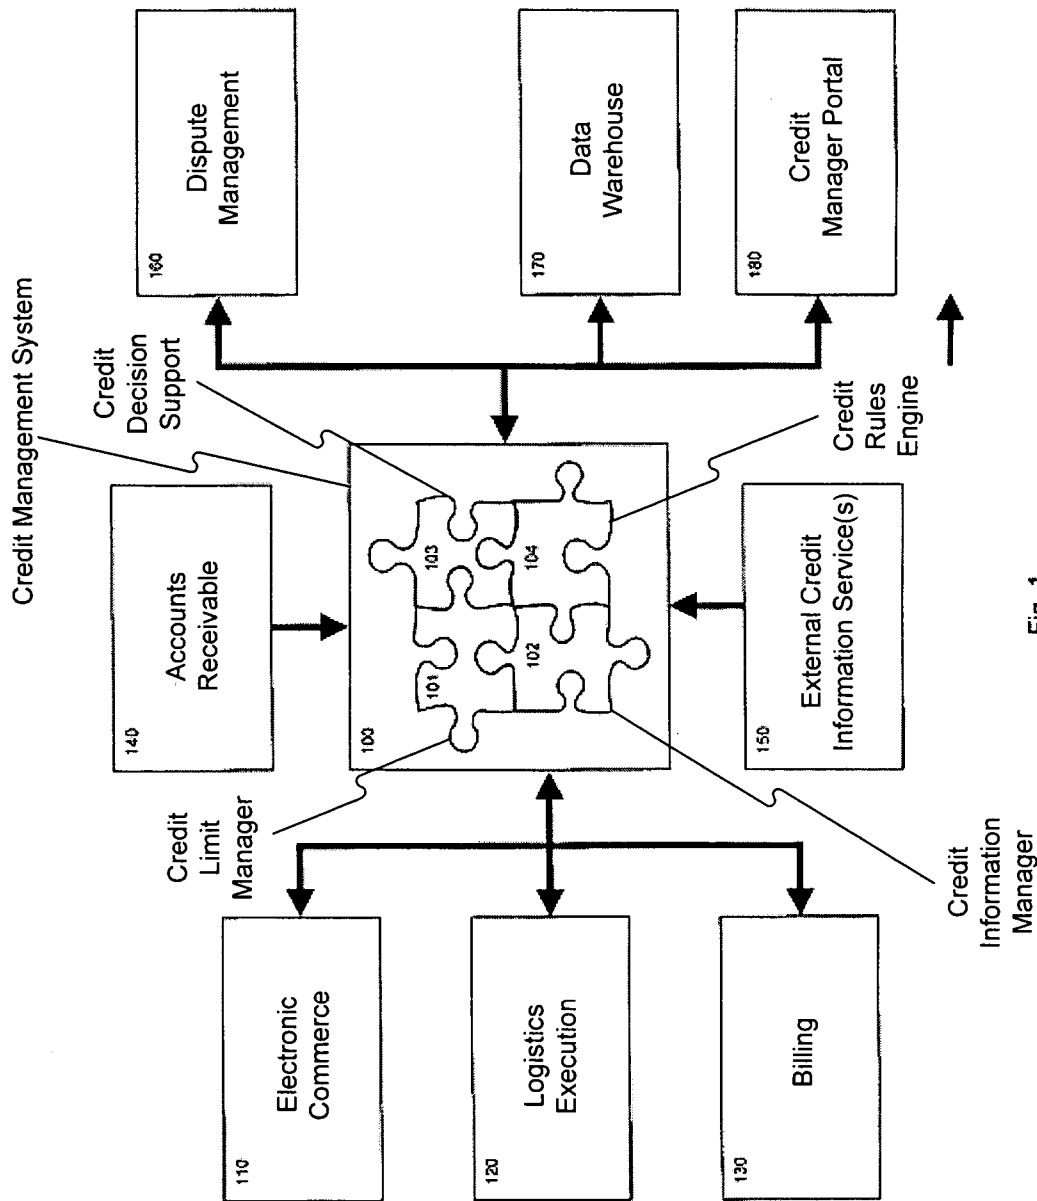 Credit Management System
110
Electronic
Commerce
120
Logistics
Execution
130
Billing
140
Accounts
Receivable
Credit
Limit
Manager
Credit
Decision
Support
100
101
103
102
104
Credit
Information
Manager
Credit
Rules
Engine
150
External Credit
Information Service(s)
160
Dispute
Management
170
Data
Warehouse
180
Credit
Manager Portal
Fig. 1